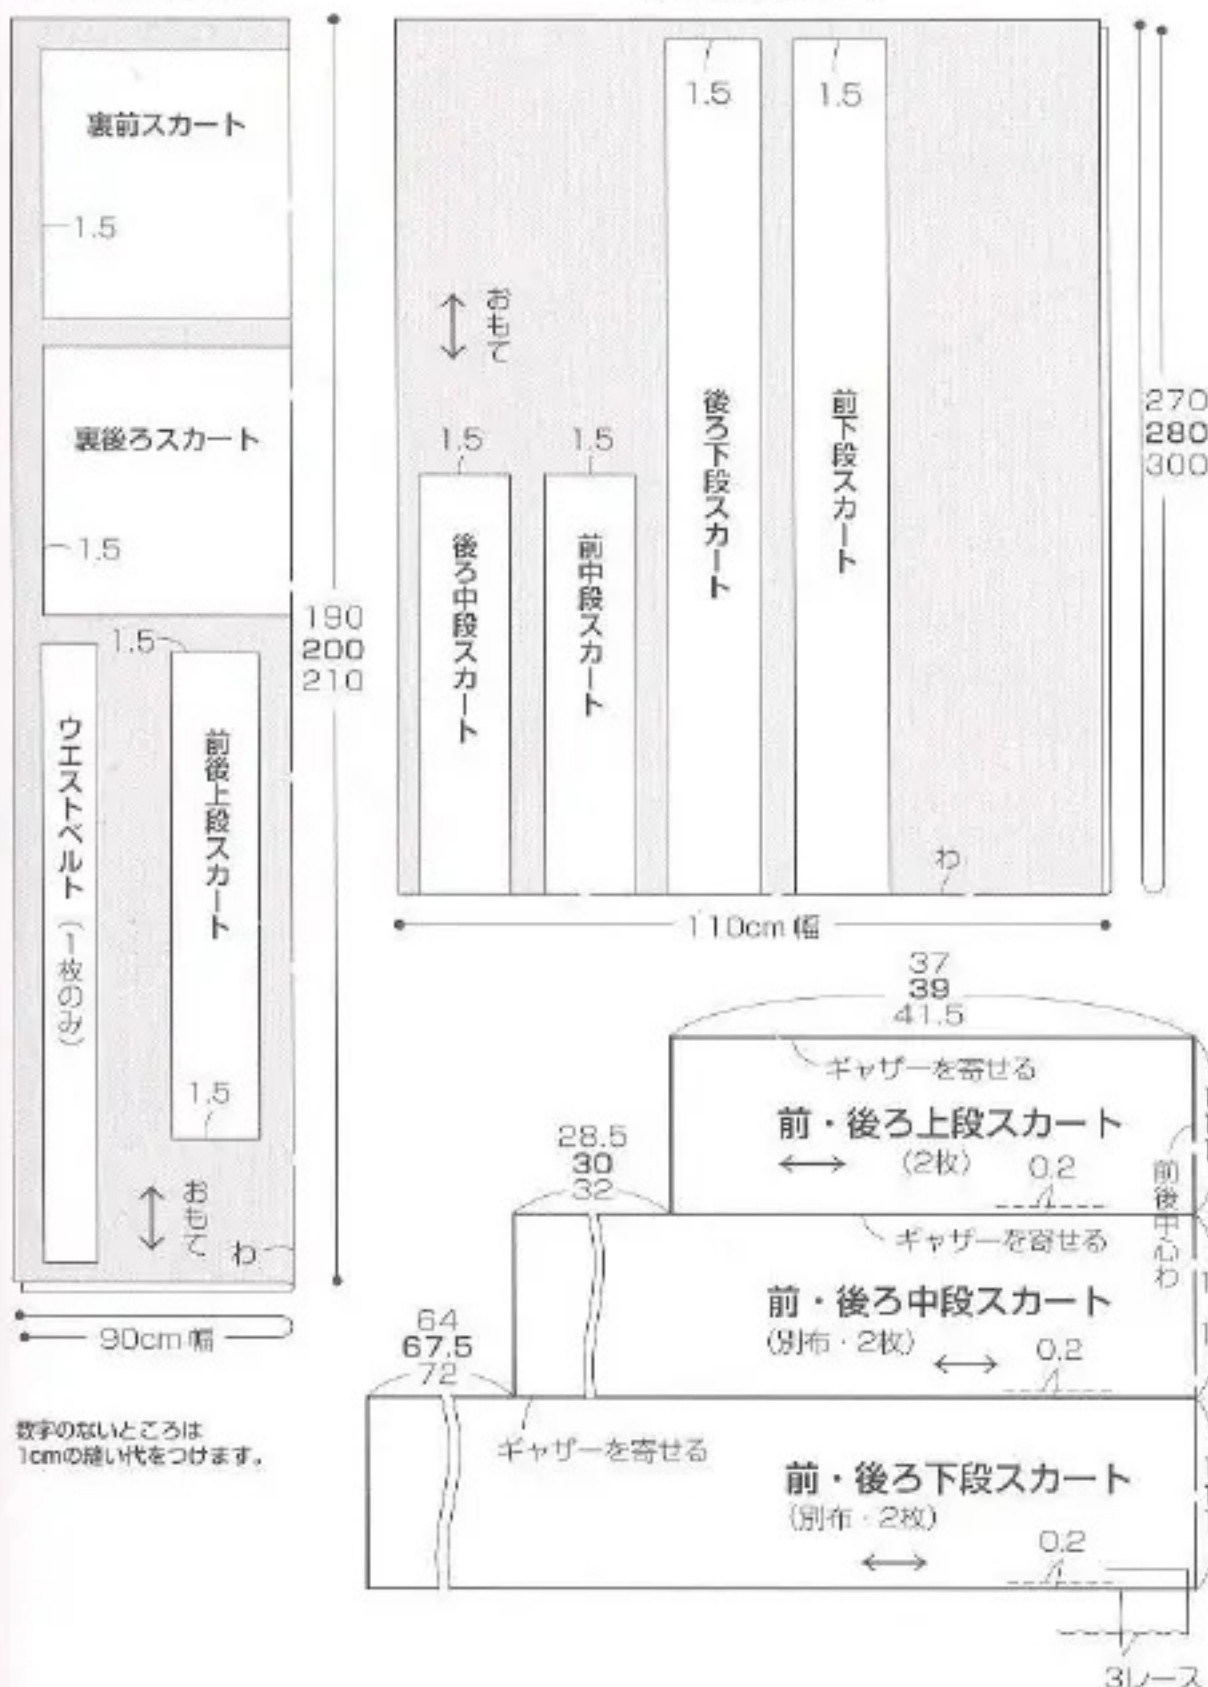 裏前スカート
1.5
裏後ろスカート
1.5
190
200
210
1.5
ウエストベルト(1枚のみ)
前後上段スカート
1.5
おもて
わ
90cm 幅
数字のないところは
1cmの縫い代をつけます。
1.5
1.5
おもて
1.5
1.5
後ろ中段スカート
前中段スカート
後ろ下段スカート
前下段スカート
わ
270
280
300
110cm 幅
37
39
41.5
ギャザーを寄せる
前・後ろ上段スカート
(2枚)
0.2
前後中心わ
28.5
30
32
ギャザーを寄せる
前・後ろ中段スカート
(別布・2枚)
0.2
64
67.5
72
ギャザーを寄せる
前・後ろ下段スカート
(別布・2枚)
0.2
3レース